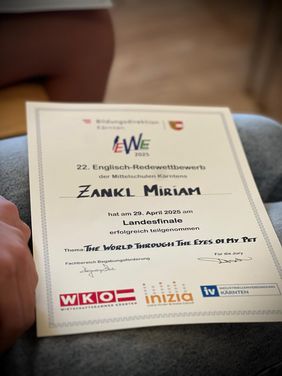 Bildungsdirektion
Kärnten
EWE
2025
22. Englisch-Redewettbewerb
der Mittelschulen Kärntens
ZANKL MIRIAM
hat am 29. April 2025 am
Landesfinale
erfolgreich teilgenommen
Thema THE WORLD THROUGH THE EYES OF MY PET
Fachbereich Begabungsförderung
Für die Jury
WKO
WIRTSCHAFTSKAMMER KÄRNTEN
inizia
iv INDUSTRIELLENVEREINIGUNG
KÄRNTEN